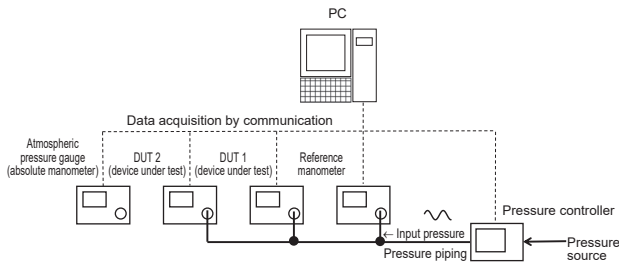 PC
Data acquisition by communication
Atmospheric
pressure gauge
(absolute manometer)
DUT 2
(device under test)
DUT 1
(device under test)
Reference
manometer
Pressure controller
← Input pressure
Pressure piping
Pressure
source